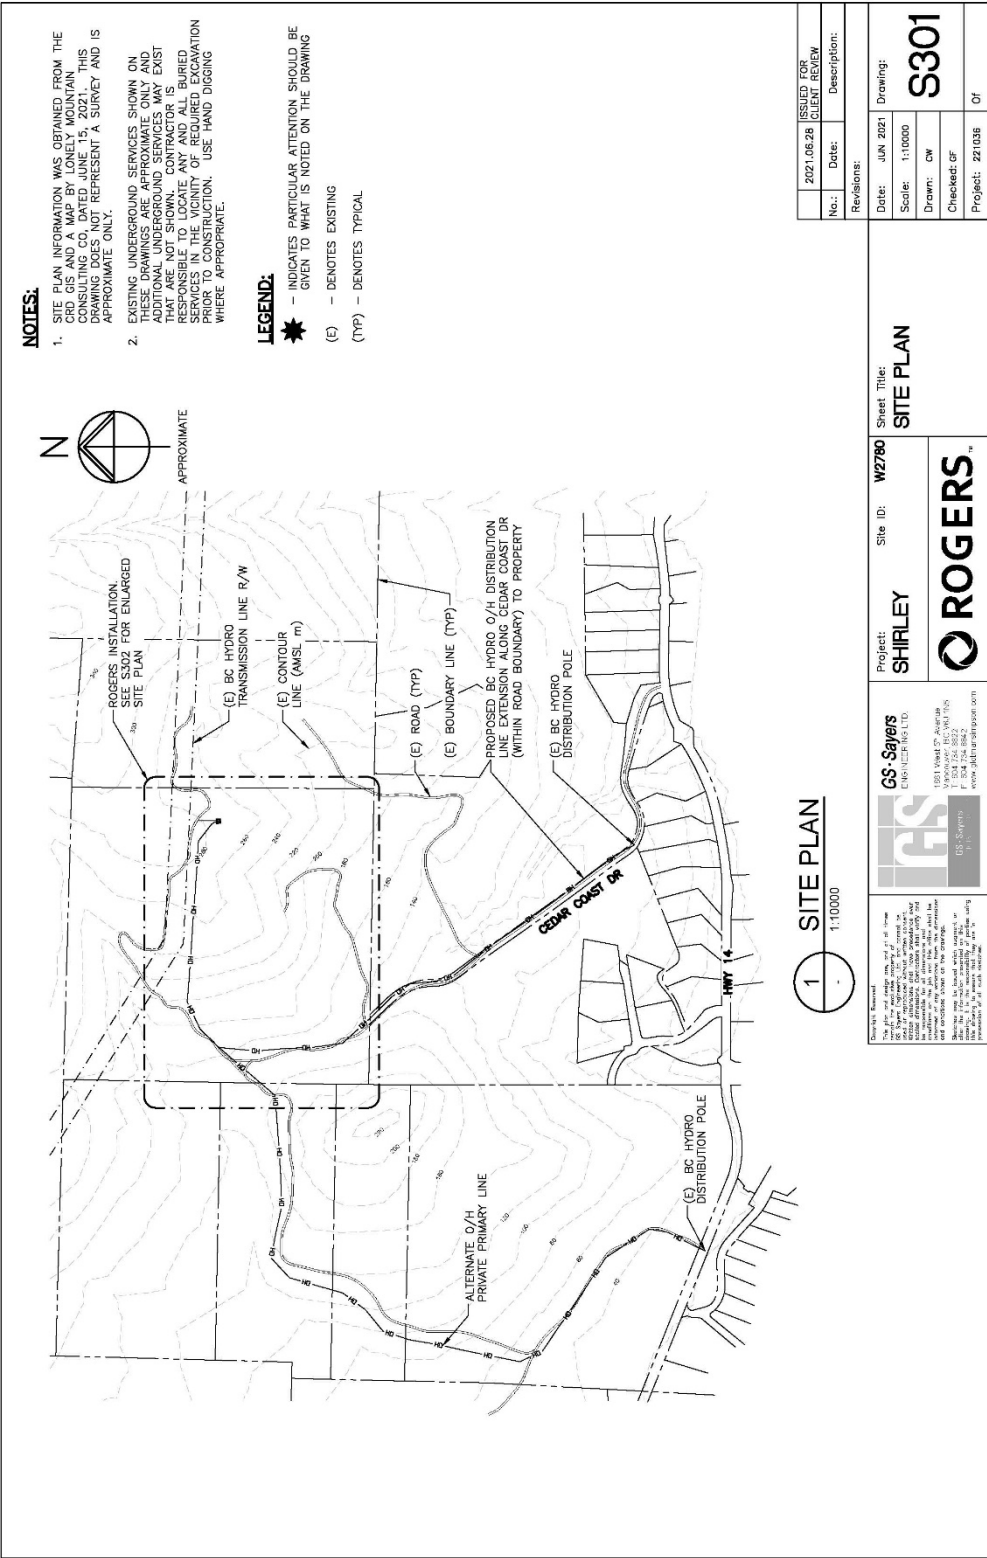 NOTES:
1. SITE PLAN INFORMATION WAS OBTAINED FROM THE
CRD GIS AND A MAP BY LONELY MOUNTAIN
CONSULTING CO, DATED JUNE 15, 2021. THIS
DRAWING DOES NOT REPRESENT A SURVEY AND IS
APPROXIMATE ONLY.
2. EXISTING UNDERGROUND SERVICES SHOWN ON
THESE DRAWINGS ARE APPROXIMATE ONLY AND
ADDITIONAL UNDERGROUND SERVICES MAY EXIST
THAT ARE NOT SHOWN. CONTRACTOR IS
RESPONSIBLE TO LOCATE ANY AND ALL BURIED
SERVICES IN THE VICINITY OF REQUIRED EXCAVATION
PRIOR TO CONSTRUCTION. USE HAND DIGGING
WHERE APPROPRIATE.
LEGEND:
– INDICATES PARTICULAR ATTENTION SHOULD BE
GIVEN TO WHAT IS NOTED ON THE DRAWING
(E) – DENOTES EXISTING
(TYP) – DENOTES TYPICAL
N
APPROXIMATE
ROGERS INSTALLATION.
SEE S302 FOR ENLARGED
SITE PLAN
(E) BC HYDRO
TRANSMISSION LINE R/W
(E) CONTOUR
LINE (AMSL m)
(E) ROAD (TYP)
(E) BOUNDARY LINE (TYP)
PROPOSED BC HYDRO O/H DISTRIBUTION
LINE EXTENSION ALONG CEDAR COAST DR
(WITHIN ROAD BOUNDARY) TO PROPERTY
(E) BC HYDRO
DISTRIBUTION POLE
CEDAR COAST DR
HWY 14
ALTERNATE O/H
PRIVATE PRIMARY LINE
(E) BC HYDRO
DISTRIBUTION POLE
1
-
SITE PLAN
1:10000
Copyright Reserved.
GS
GS·Sayers
ENGINEERING LTD.
Project:
SHIRLEY
Site ID: W2780
ROGERS™
Sheet Title:
SITE PLAN
2021.06.28 ISSUED FOR
CLIENT REVIEW
No.: Date: Description:
Revisions:
Date: JUN 2021
Scale: 1:10000
Drawn: CW
Checked: GF
Project: 221036
Drawing:
S301
Of